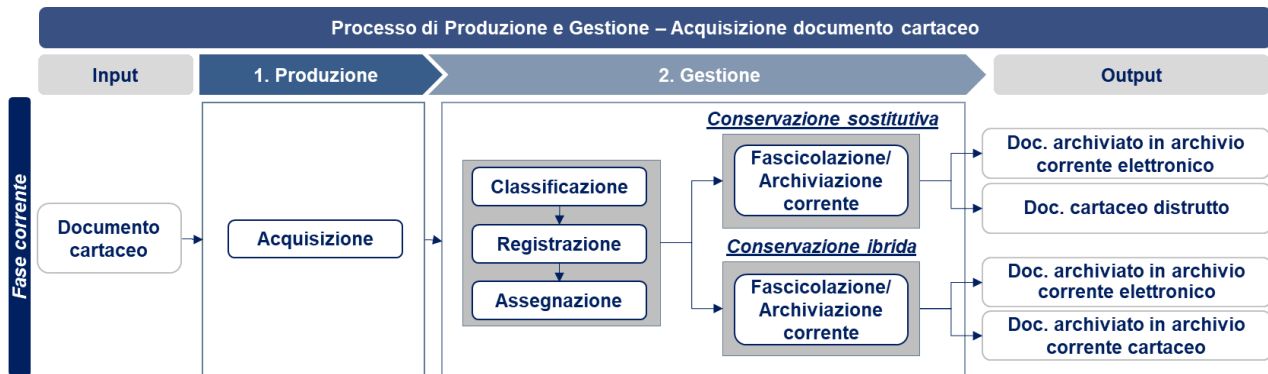 Processo di Produzione e Gestione – Acquisizione documento cartaceo
Input
1. Produzione
2. Gestione
Output
Fase corrente
Documento
cartaceo
Acquisizione
Classificazione
Registrazione
Assegnazione
Conservazione sostitutiva
Fascicolazione/
Archiviazione
corrente
Conservazione ibrida
Fascicolazione/
Archiviazione
corrente
Doc. archiviato in archivio
corrente elettronico
Doc. cartaceo distrutto
Doc. archiviato in archivio
corrente elettronico
Doc. archiviato in archivio
corrente cartaceo